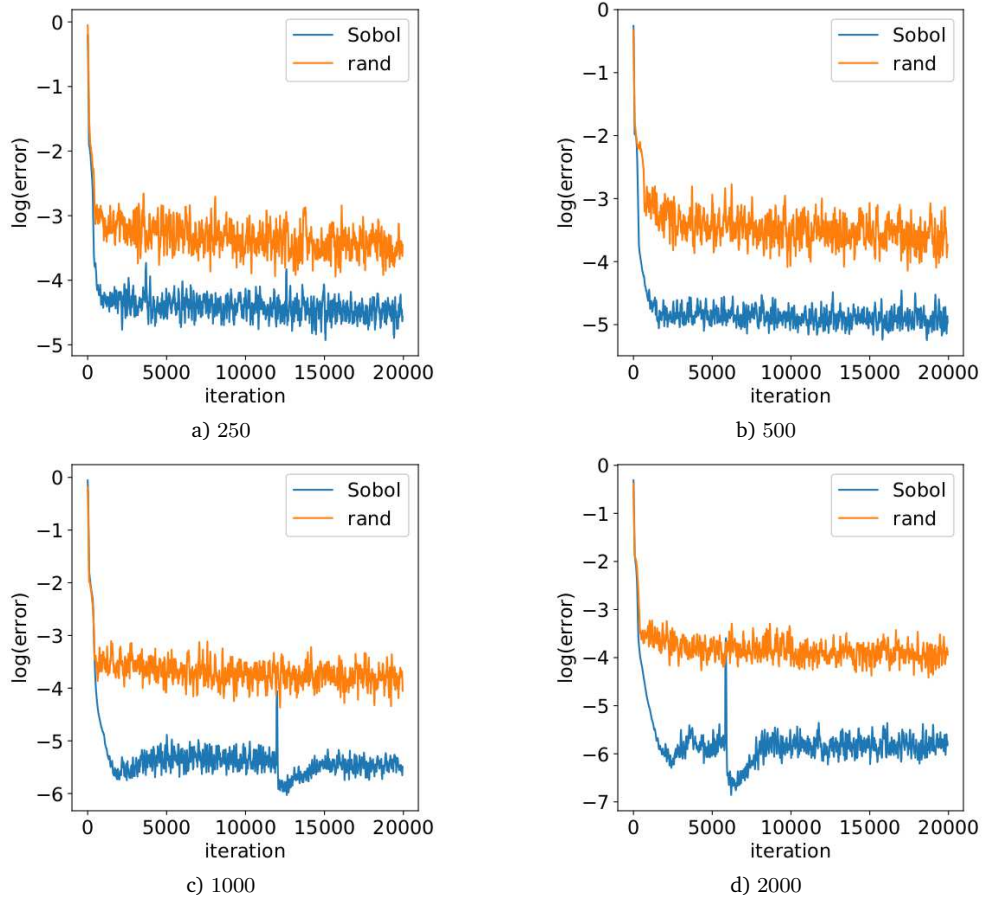 0
−1
−2
−3
−4
−5
log(error)
Sobol
rand
0 5000 10000 15000 20000
iteration
a) 250
0
−1
−2
−3
−4
−5
log(error)
Sobol
rand
0 5000 10000 15000 20000
iteration
b) 500
0
−1
−2
−3
−4
−5
−6
log(error)
Sobol
rand
0 5000 10000 15000 20000
iteration
c) 1000
0
−1
−2
−3
−4
−5
−6
−7
log(error)
Sobol
rand
0 5000 10000 15000 20000
iteration
d) 2000